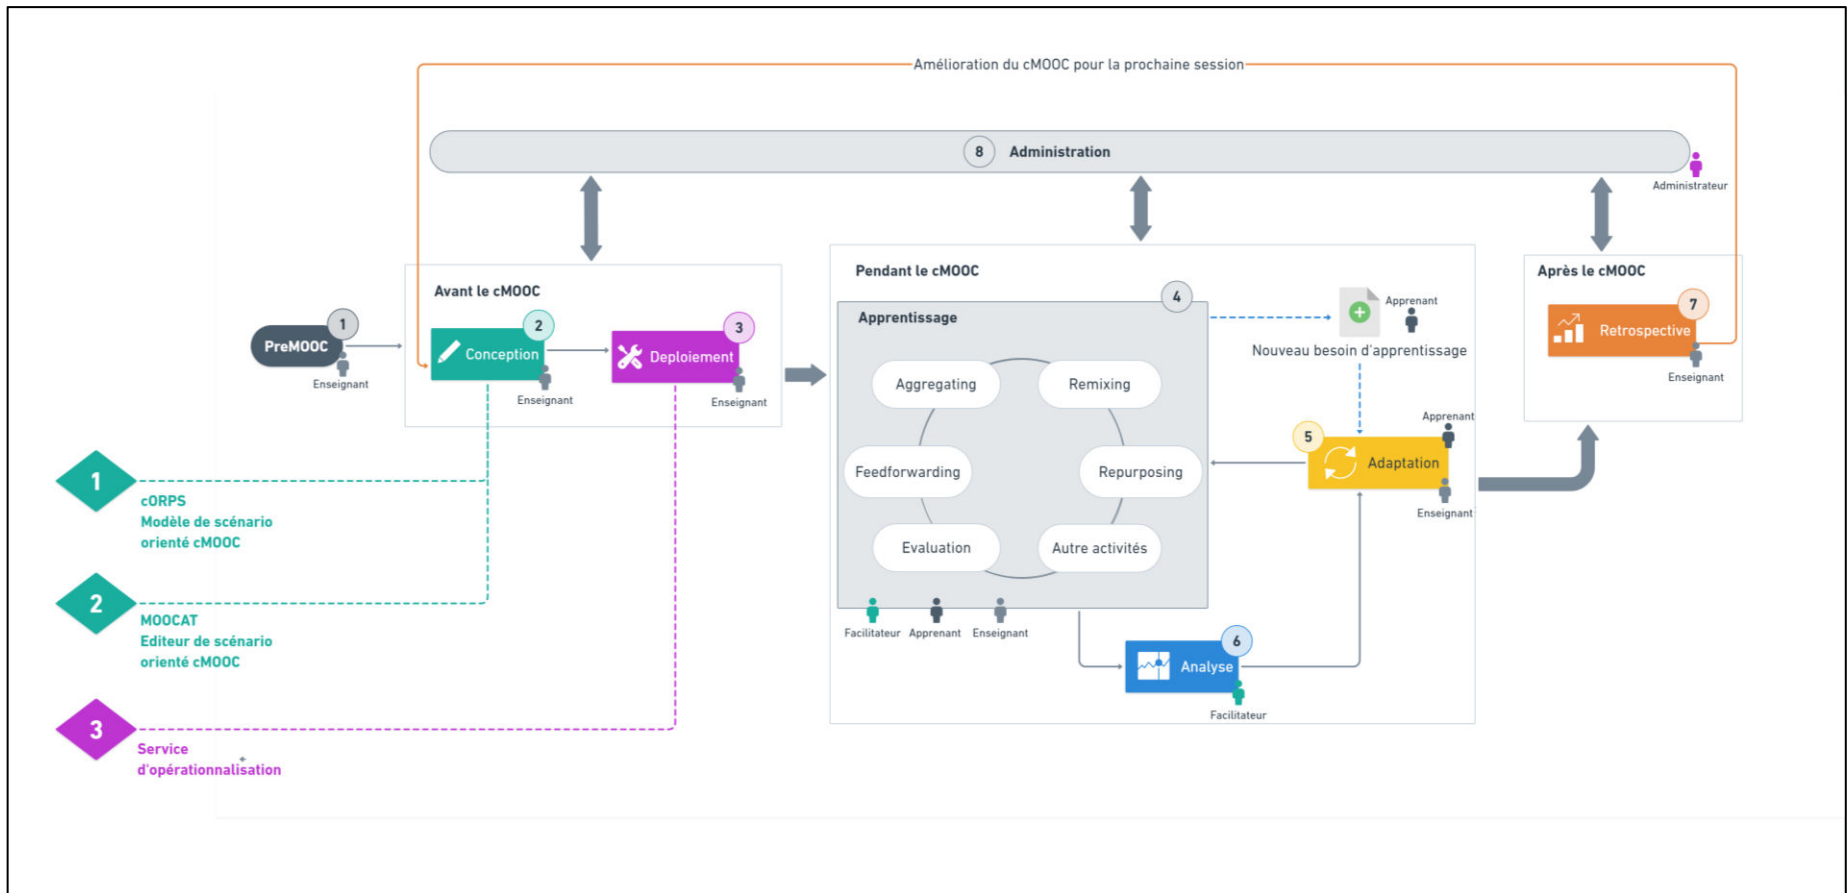 Amélioration du cMOOC pour la prochaine session
8 Administration
Administrateur
Avant le cMOOC
PreMOOC
1
Enseignant
Conception
2
Enseignant
Deploiement
3
Enseignant
Pendant le cMOOC
4
Apprentissage
Aggregating
Remixing
Feedforwarding
Repurposing
Evaluation
Autre activités
Facilitateur
Apprenant
Enseignant
Apprenant
Nouveau besoin d'apprentissage
5
Adaptation
Apprenant
Enseignant
6
Analyse
Facilitateur
Après le cMOOC
7
Retrospective
Enseignant
1
cORPS
Modèle de scénario
orienté cMOOC
2
MOOCAT
Editeur de scénario
orienté cMOOC
3
Service
d'opérationnalisation